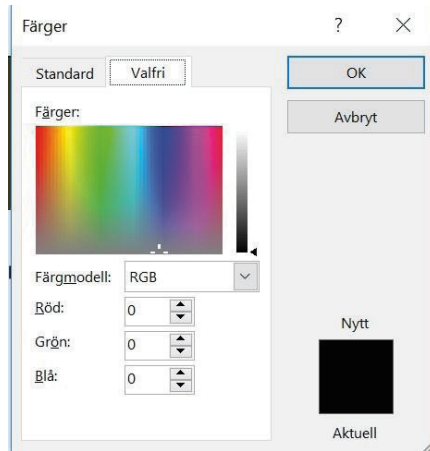 Färger ? ×
Standard Valfri
OK
Avbryt
Färger:
Färgmodell: RGB
Röd: 0
Grön: 0
Blå: 0
Nytt
Aktuell